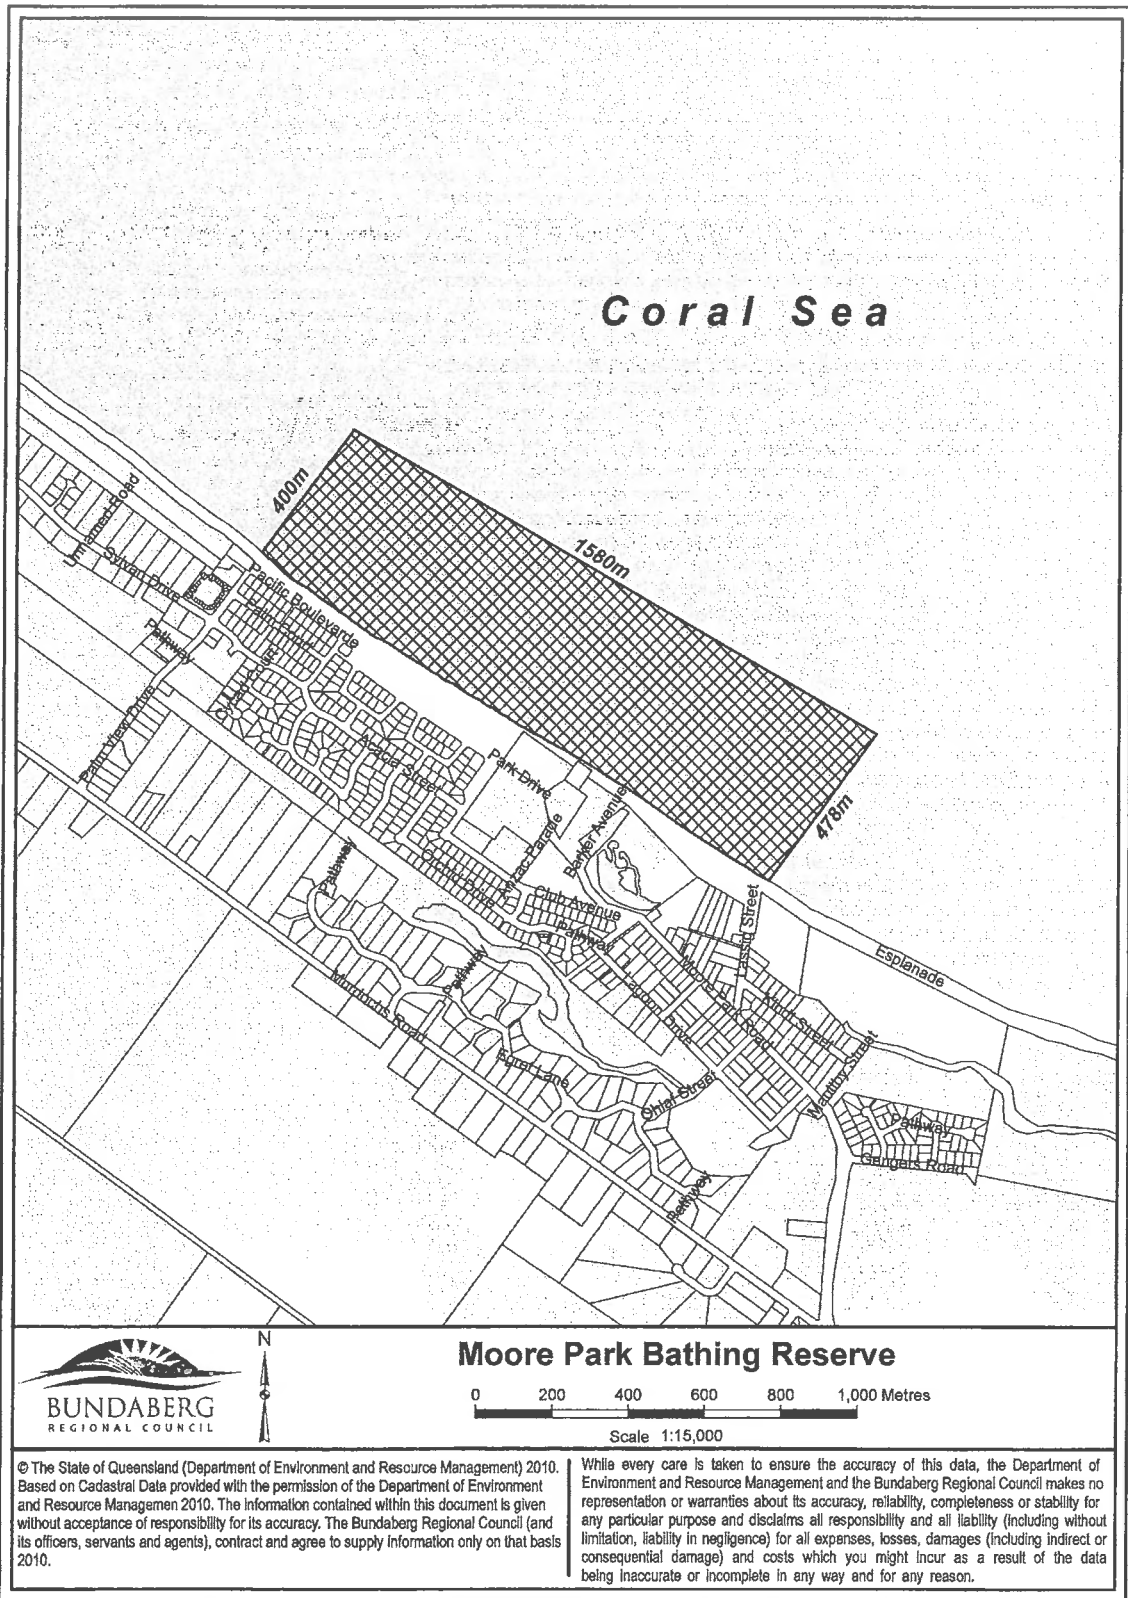 Coral Sea
400m
1580m
478m
Unnamed Road
Sylvan Drive
Pacific Boulevarde
Palm Court
Pathway
Cycad Court
Palm View Drive
Acacia Street
Park Drive
Barker Avenue
Anzac Parade
Pathway
Orchid Drive
Club Avenue
Pathway
Lassig Street
Esplanade
Pathway
Moore Park Road
Lagoon Drive
Murdochs Road
Kindt Street
Egret Lane
Maultby Street
Ohlai Street
Pathway
Gengers Road
Pathway
N
BUNDABERG
REGIONAL COUNCIL
Moore Park Bathing Reserve
0 200 400 600 800 1,000 Metres
Scale 1:15,000
© The State of Queensland (Department of Environment and Resource Management) 2010.
Based on Cadastral Data provided with the permission of the Department of Environment
and Resource Managemen 2010. The information contained within this document is given
without acceptance of responsibility for its accuracy. The Bundaberg Regional Council (and
its officers, servants and agents), contract and agree to supply information only on that basis
2010.
While every care is taken to ensure the accuracy of this data, the Department of
Environment and Resource Management and the Bundaberg Regional Council makes no
representation or warranties about its accuracy, reliability, completeness or stability for
any particular purpose and disclaims all responsibility and all liability (including without
limitation, liability in negligence) for all expenses, losses, damages (including indirect or
consequential damage) and costs which you might incur as a result of the data
being inaccurate or incomplete in any way and for any reason.